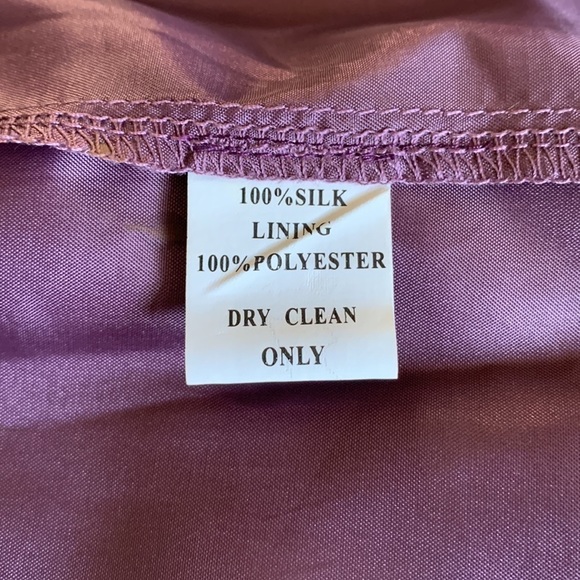 100%SILK
LINING
100%POLYESTER
DRY CLEAN
ONLY